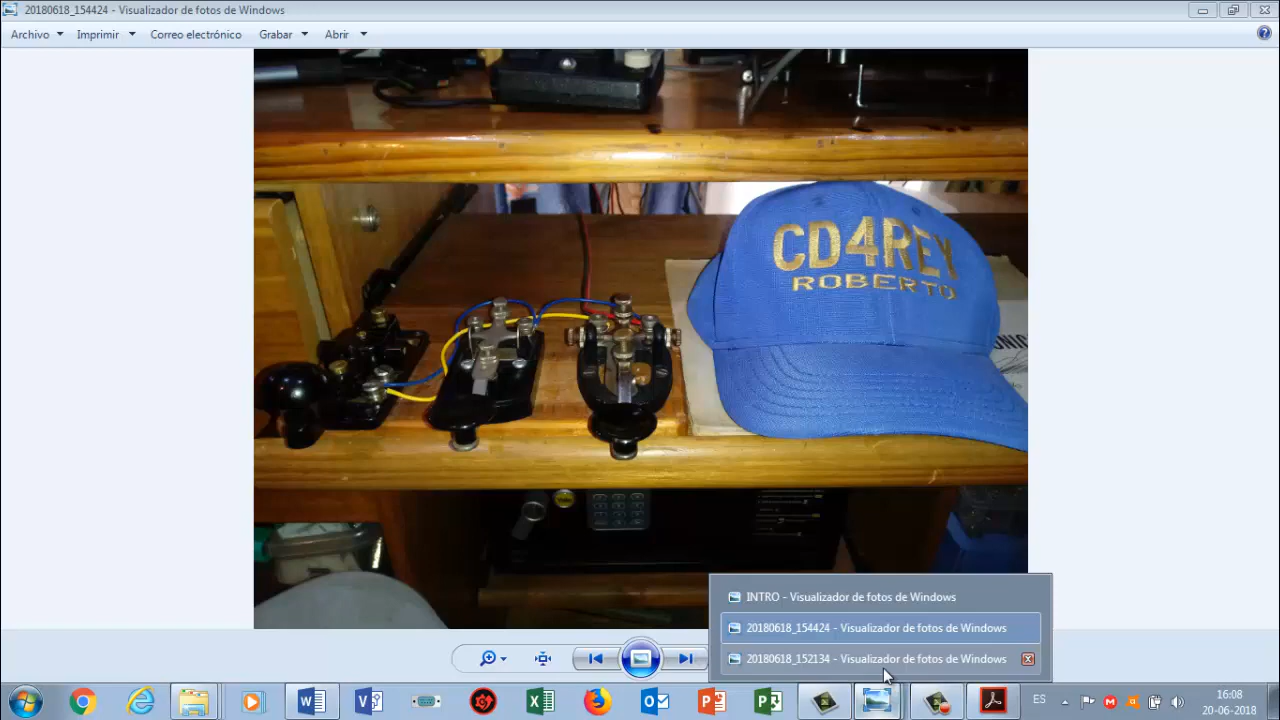 20180618_154424 - Visualizador de fotos de Windows
Archivo Imprimir Correo electrónico Grabar Abrir
CD4REY
ROBERTO
INTRO - Visualizador de fotos de Windows
20180618_154424 - Visualizador de fotos de Windows
20180618_152134 - Visualizador de fotos de Windows
ES
16:08
20-06-2018